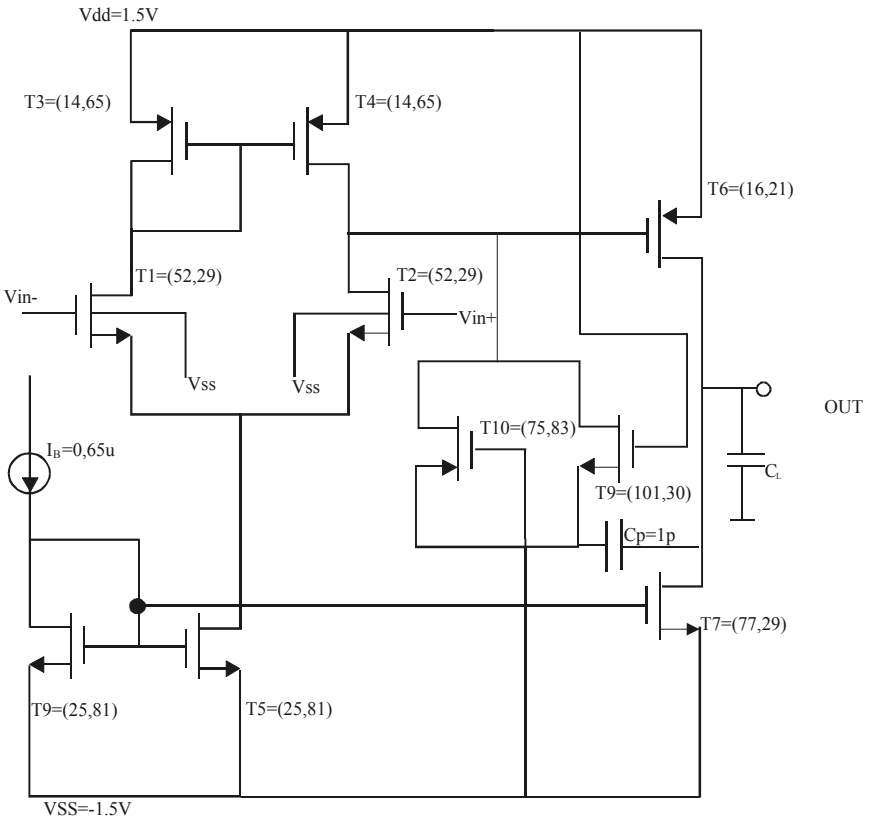 Vdd=1.5V
T3=(14,65)
T4=(14,65)
T6=(16,21)
T1=(52,29)
T2=(52,29)
Vin-
Vin+
Vss
Vss
OUT
T10=(75,83)
IB=0,65u
CL
T9=(101,30)
Cp=1p
T7=(77,29)
T9=(25,81)
T5=(25,81)
VSS=-1.5V